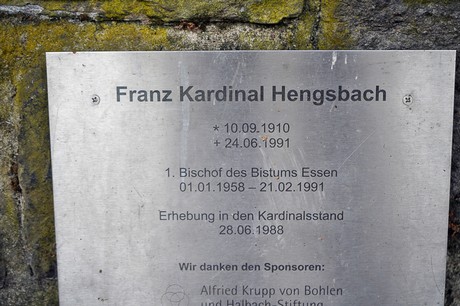 Franz Kardinal Hengsbach
* 10.09.1910
+ 24.06.1991
1. Bischof des Bistums Essen
01.01.1958 – 21.02.1991
Erhebung in den Kardinalsstand
28.06.1988
Wir danken den Sponsoren:
Alfried Krupp von Bohlen
und Halbach-Stiftung